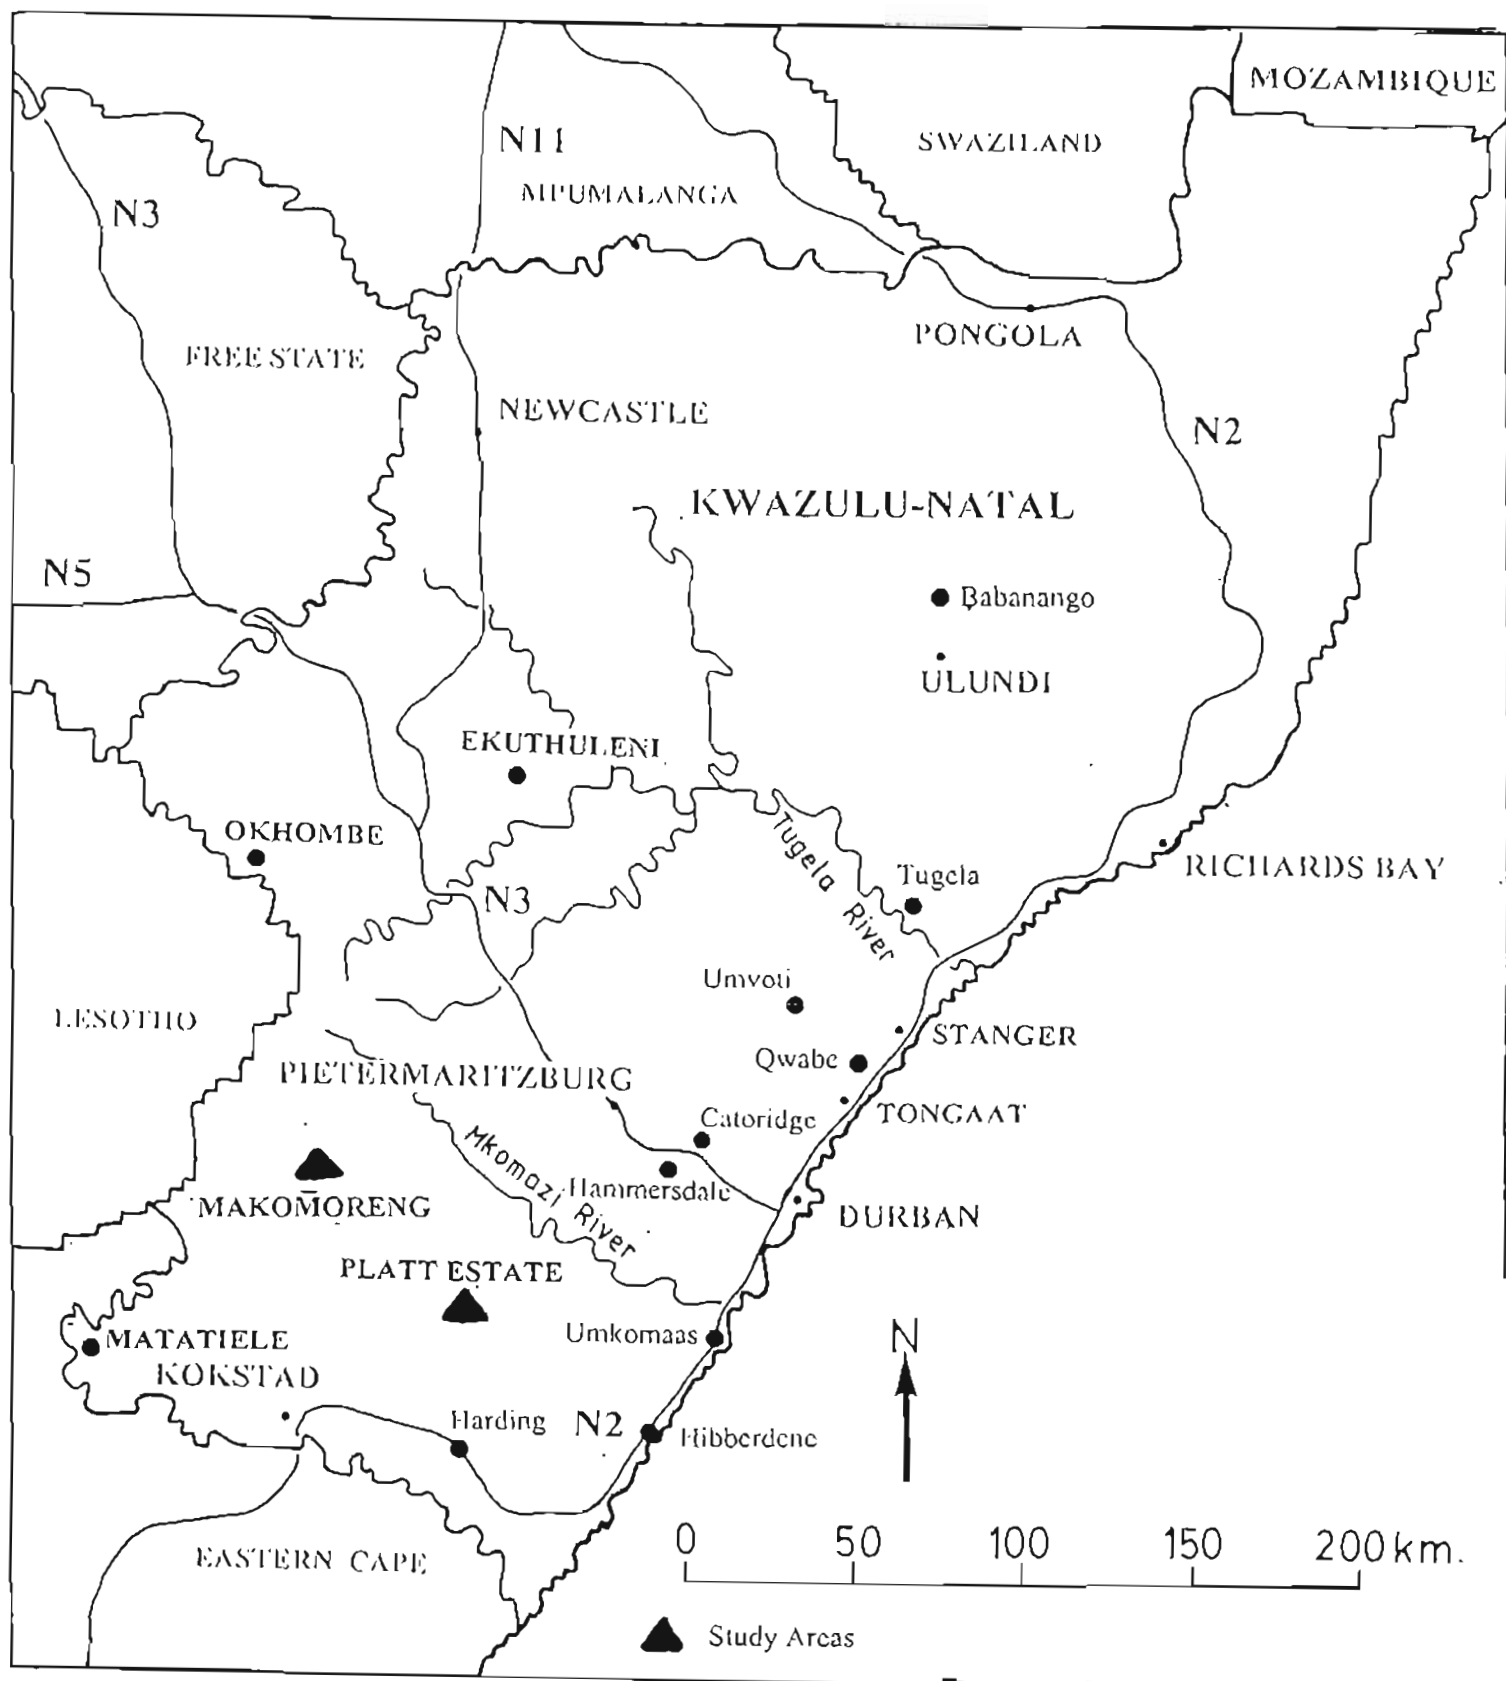 MOZAMBIQUE
N11
SWAZILAND
MPUMALANGA
N3
PONGOLA
FREE STATE
NEWCASTLE
N2
KWAZULU-NATAL
N5
Babanango
ULUNDI
EKUTHULENI
OKHOMBE
Tugela River
RICHARDS BAY
Tugela
N3
Umvoti
LESOTHO
STANGER
Qwabe
PIETERMARITZBURG
TONGAAT
Catoridge
Mkomazi River
Hammersdale
MAKOMORENG
DURBAN
PLATT ESTATE
Umkomaas
N
MATATIELE
KOKSTAD
Harding
N2
Hibberdene
EASTERN CAPE
0 50 100 150 200 km.
Study Areas